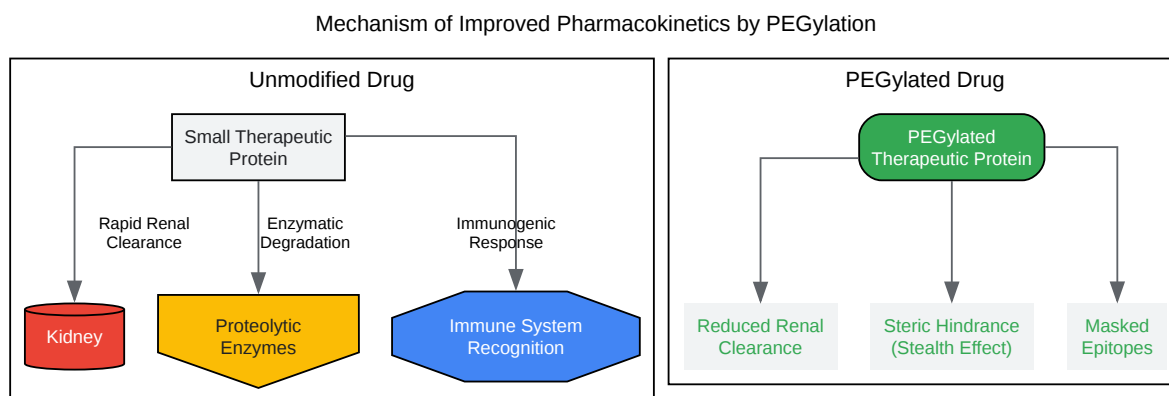 Mechanism of Improved Pharmacokinetics by PEGylation
Unmodified Drug
Small Therapeutic
Protein
Rapid Renal
Clearance
Enzymatic
Degradation
Immunogenic
Response
Kidney
Proteolytic
Enzymes
Immune System
Recognition
PEGylated Drug
PEGylated
Therapeutic Protein
Reduced Renal
Clearance
Steric Hindrance
(Stealth Effect)
Masked
Epitopes